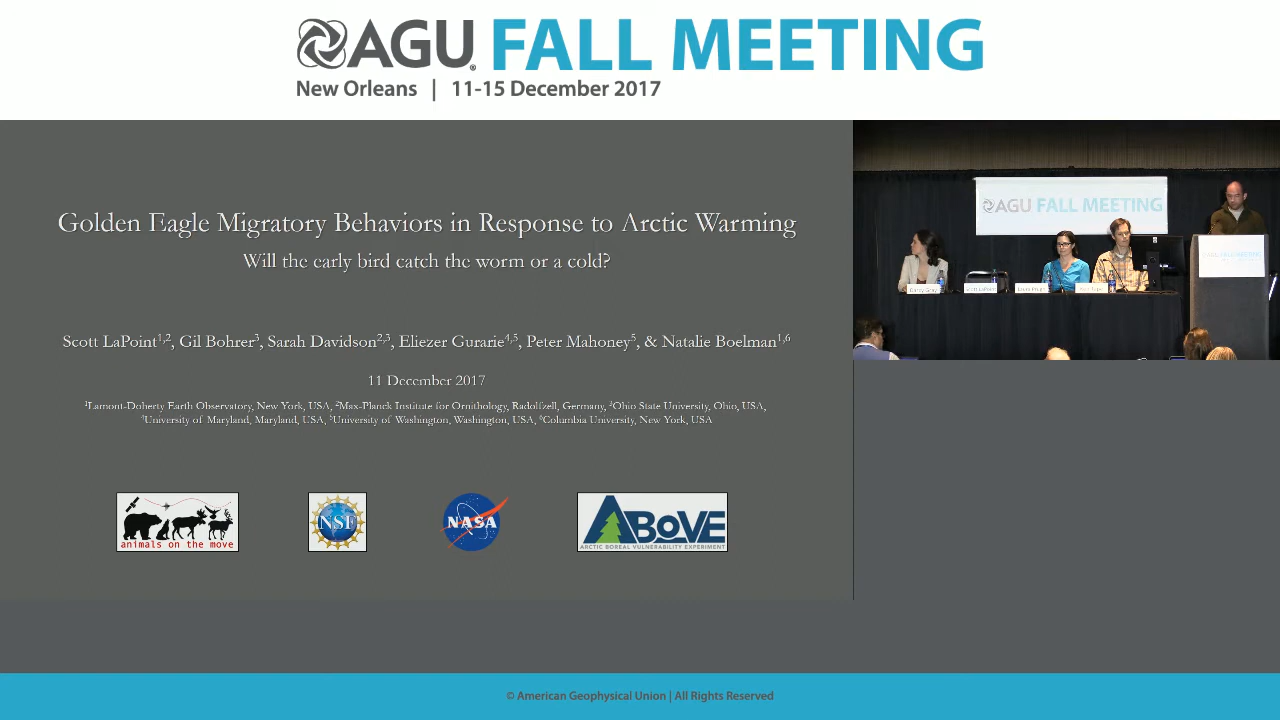 AGU FALL MEETING
New Orleans | 11-15 December 2017
Golden Eagle Migratory Behaviors in Response to Arctic Warming
Will the early bird catch the worm or a cold?
Scott LaPoint1,2, Gil Bohrer3, Sarah Davidson2,3, Eliezer Gurarie4,5, Peter Mahoney5, & Natalie Boelman1,6
11 December 2017
1Lamont-Doherty Earth Observatory, New York, USA, 2Max-Planck Institute for Ornithology, Radolfzell, Germany, 3Ohio State University, Ohio, USA,
4University of Maryland, Maryland, USA, 5University of Washington, Washington, USA, 6Columbia University, New York, USA
animals on the move
NSF
NASA
ABoVE
ARCTIC BOREAL VULNERABILITY EXPERIMENT
AGU FALL MEETING
AGU FALL MEETING
© American Geophysical Union | All Rights Reserved